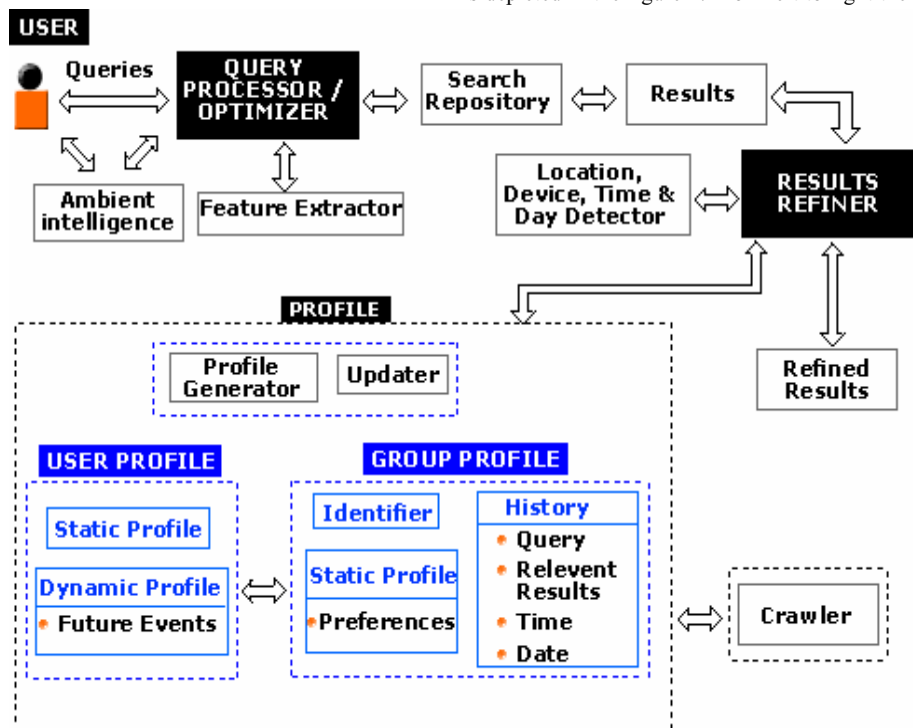 USER
Queries
QUERY
PROCESSOR /
OPTIMIZER
Search
Repository
Results
Ambient
intelligence
Feature Extractor
Location,
Device, Time &
Day Detector
RESULTS
REFINER
PROFILE
Profile
Generator
Updater
Refined
Results
USER PROFILE
Static Profile
Dynamic Profile
Future Events
GROUP PROFILE
Identifier
Static Profile
Preferences
History
Query
Relevent
Results
Time
Date
Crawler